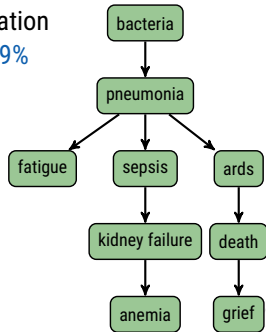 ation
9%
bacteria
pneumonia
fatigue
sepsis
ards
kidney failure
death
anemia
grief